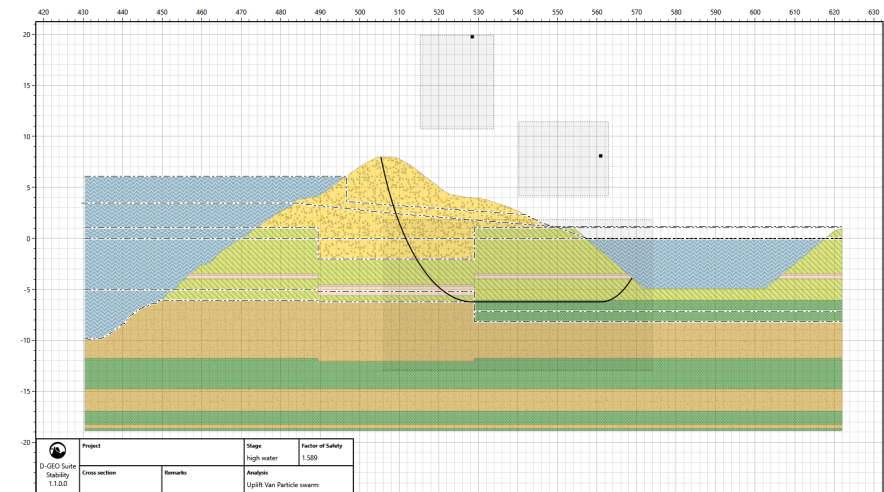 420 430 440 450 460 470 480 490 500 510 520 530 540 550 560 570 580 590 600 610 620 630
20
15
10
5
0
-5
-10
-15
-20
Project
Stage
Factor of Safety
high water
1.589
D-GEO Suite
Stability
1.1.0.0
Cross section
Remarks
Analysis
Uplift Van Particle swarm